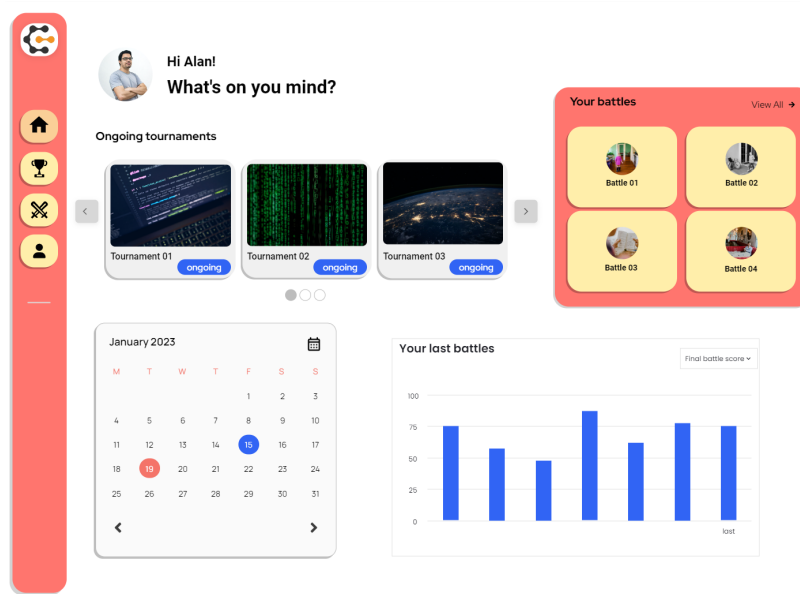 Hi Alan!
What's on you mind?
Ongoing tournaments
Tournament 01
ongoing
Tournament 02
ongoing
Tournament 03
ongoing
Your battles
View All
Battle 01
Battle 02
Battle 03
Battle 04
January 2023
M T W T F S S
1 2 3
4 5 6 7 8 9 10
11 12 13 14 15 16 17
18 19 20 21 22 23 24
25 26 27 28 29 30 31
Your last battles
Final battle score
100
75
50
25
0
last